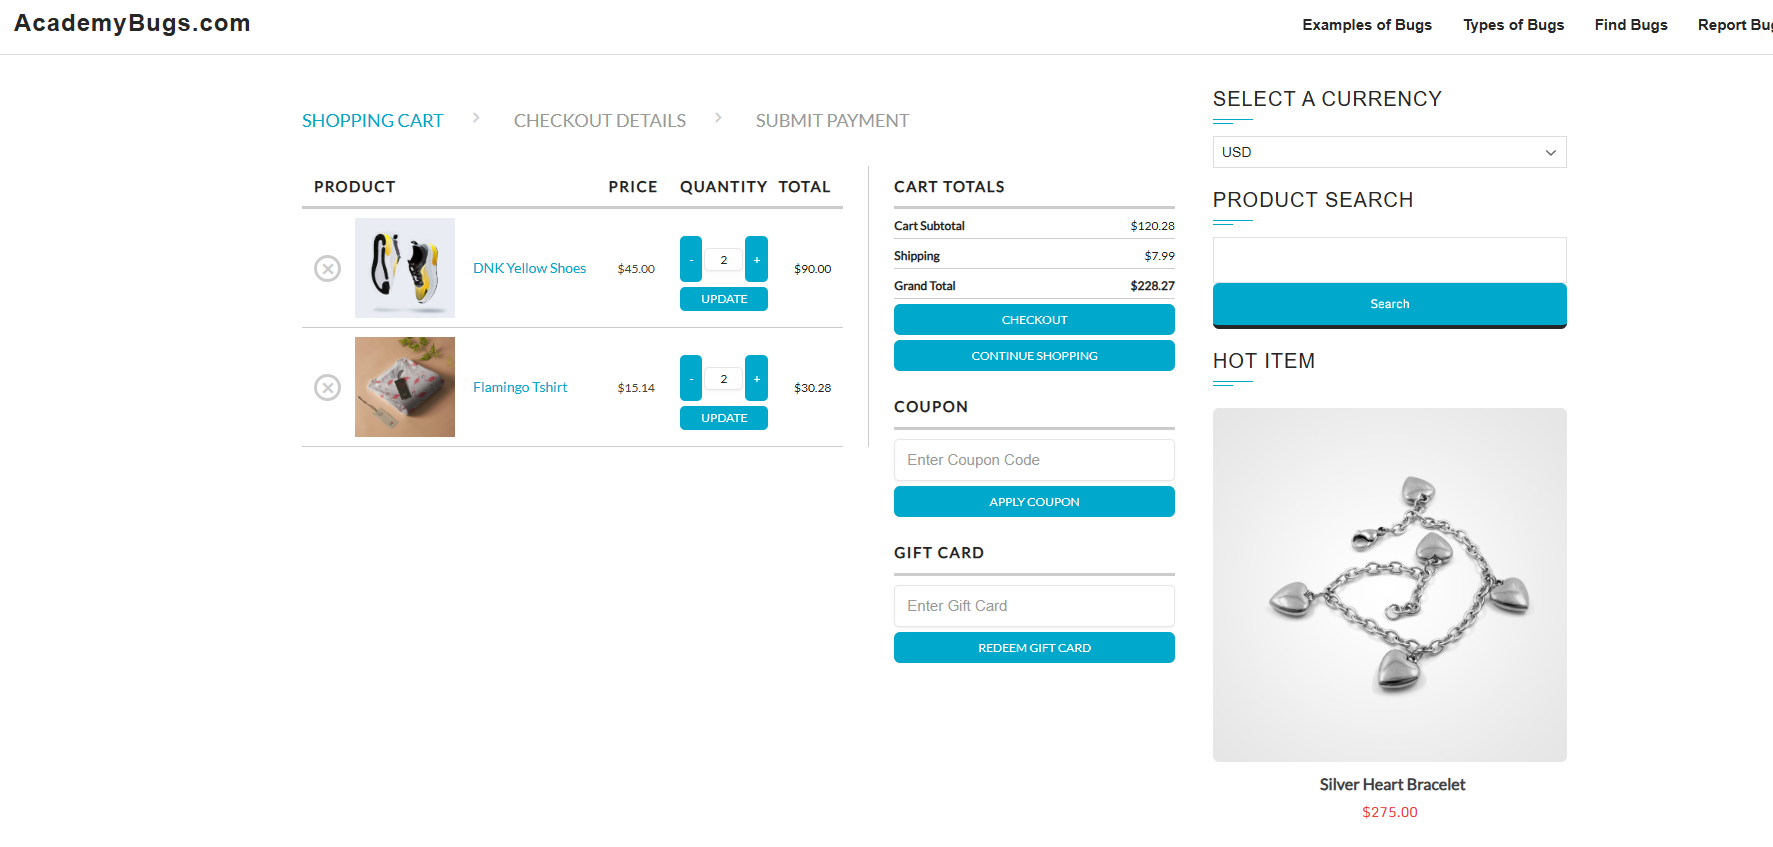 AcademyBugs.com
Examples of Bugs
Types of Bugs
Find Bugs
Report Bug
SHOPPING CART
CHECKOUT DETAILS
SUBMIT PAYMENT
PRODUCT PRICE QUANTITY TOTAL
DNK Yellow Shoes $45.00 - 2 + $90.00
UPDATE
Flamingo Tshirt $15.14 - 2 + $30.28
UPDATE
CART TOTALS
Cart Subtotal $120.28
Shipping $7.99
Grand Total $228.27
CHECKOUT
CONTINUE SHOPPING
COUPON
Enter Coupon Code
APPLY COUPON
GIFT CARD
Enter Gift Card
REDEEM GIFT CARD
SELECT A CURRENCY
USD
PRODUCT SEARCH
Search
HOT ITEM
Silver Heart Bracelet
$275.00